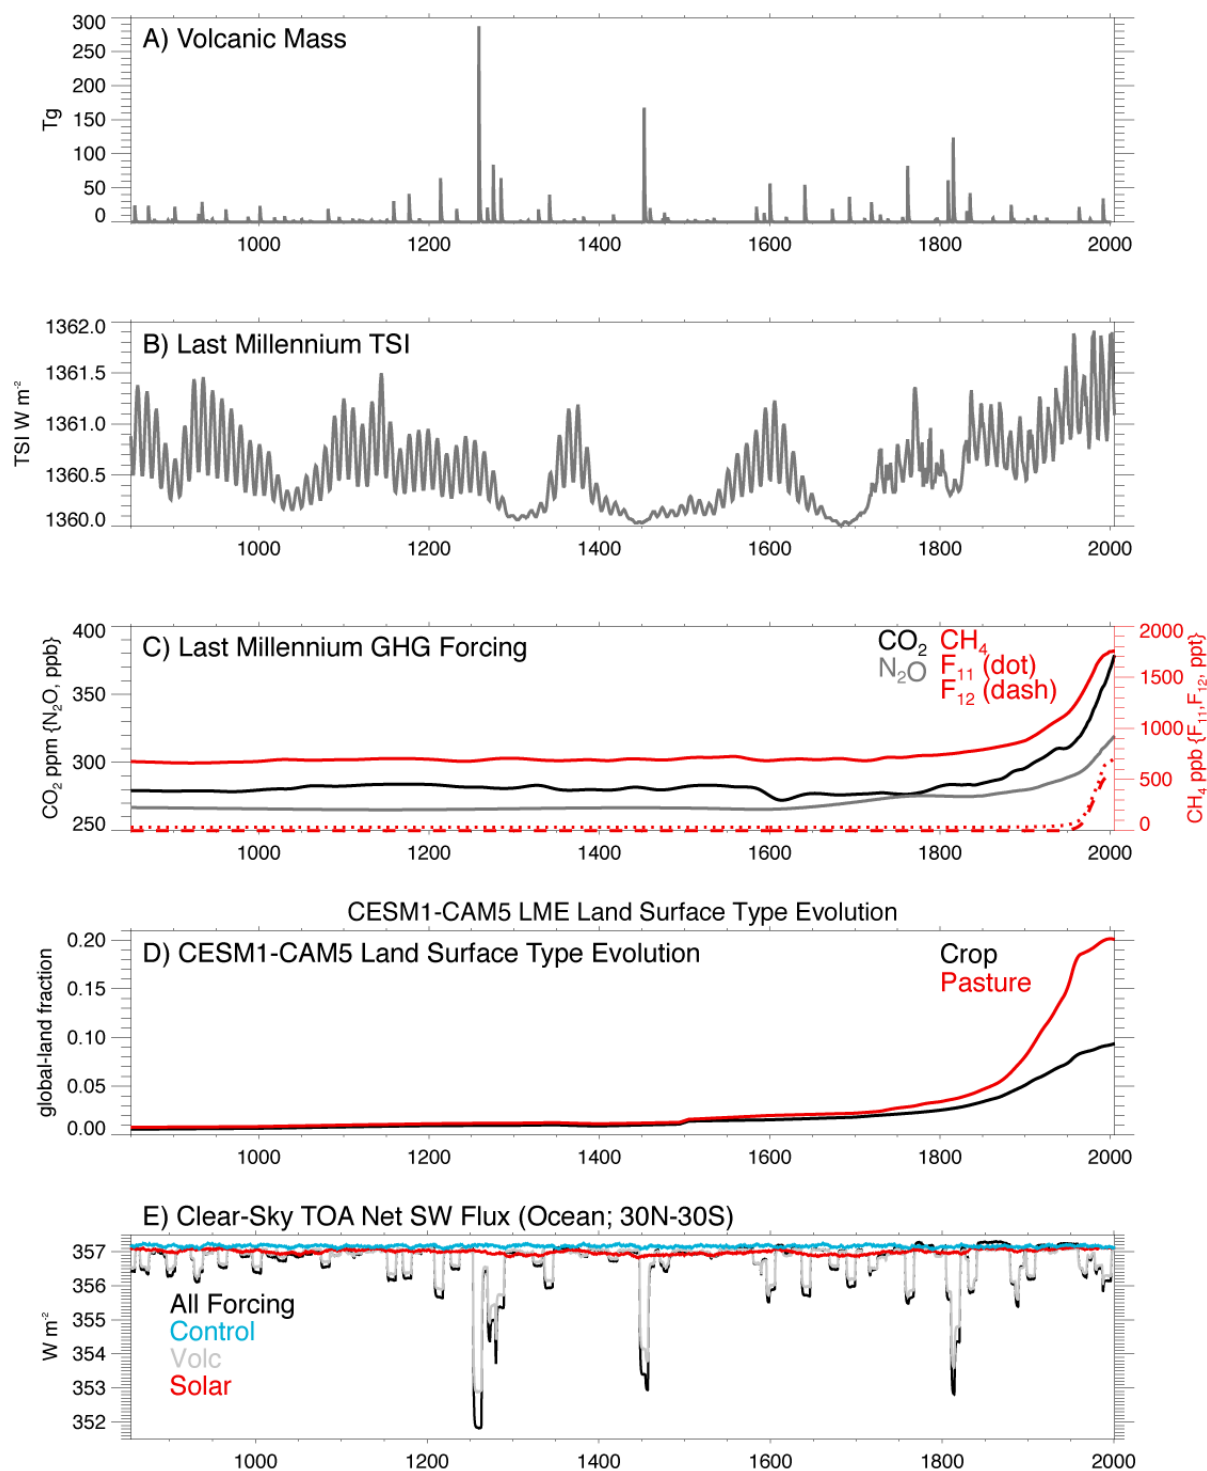 A) Volcanic Mass
Tg
300
250
200
150
100
50
0
1000 1200 1400 1600 1800 2000
B) Last Millennium TSI
TSI W m-2
1362.0
1361.5
1361.0
1360.5
1360.0
1000 1200 1400 1600 1800 2000
C) Last Millennium GHG Forcing
CO2 CH4
N2O F11 (dot)
F12 (dash)
CO2 ppm {N2O, ppb}
400
350
300
250
CH4 ppb {F11,F12, ppt}
2000
1500
1000
500
0
1000 1200 1400 1600 1800 2000
CESM1-CAM5 LME Land Surface Type Evolution
D) CESM1-CAM5 Land Surface Type Evolution
Crop
Pasture
global-land fraction
0.20
0.15
0.10
0.05
0.00
1000 1200 1400 1600 1800 2000
E) Clear-Sky TOA Net SW Flux (Ocean; 30N-30S)
W m-2
357
356
355
354
353
352
All Forcing
Control
Volc
Solar
1000 1200 1400 1600 1800 2000